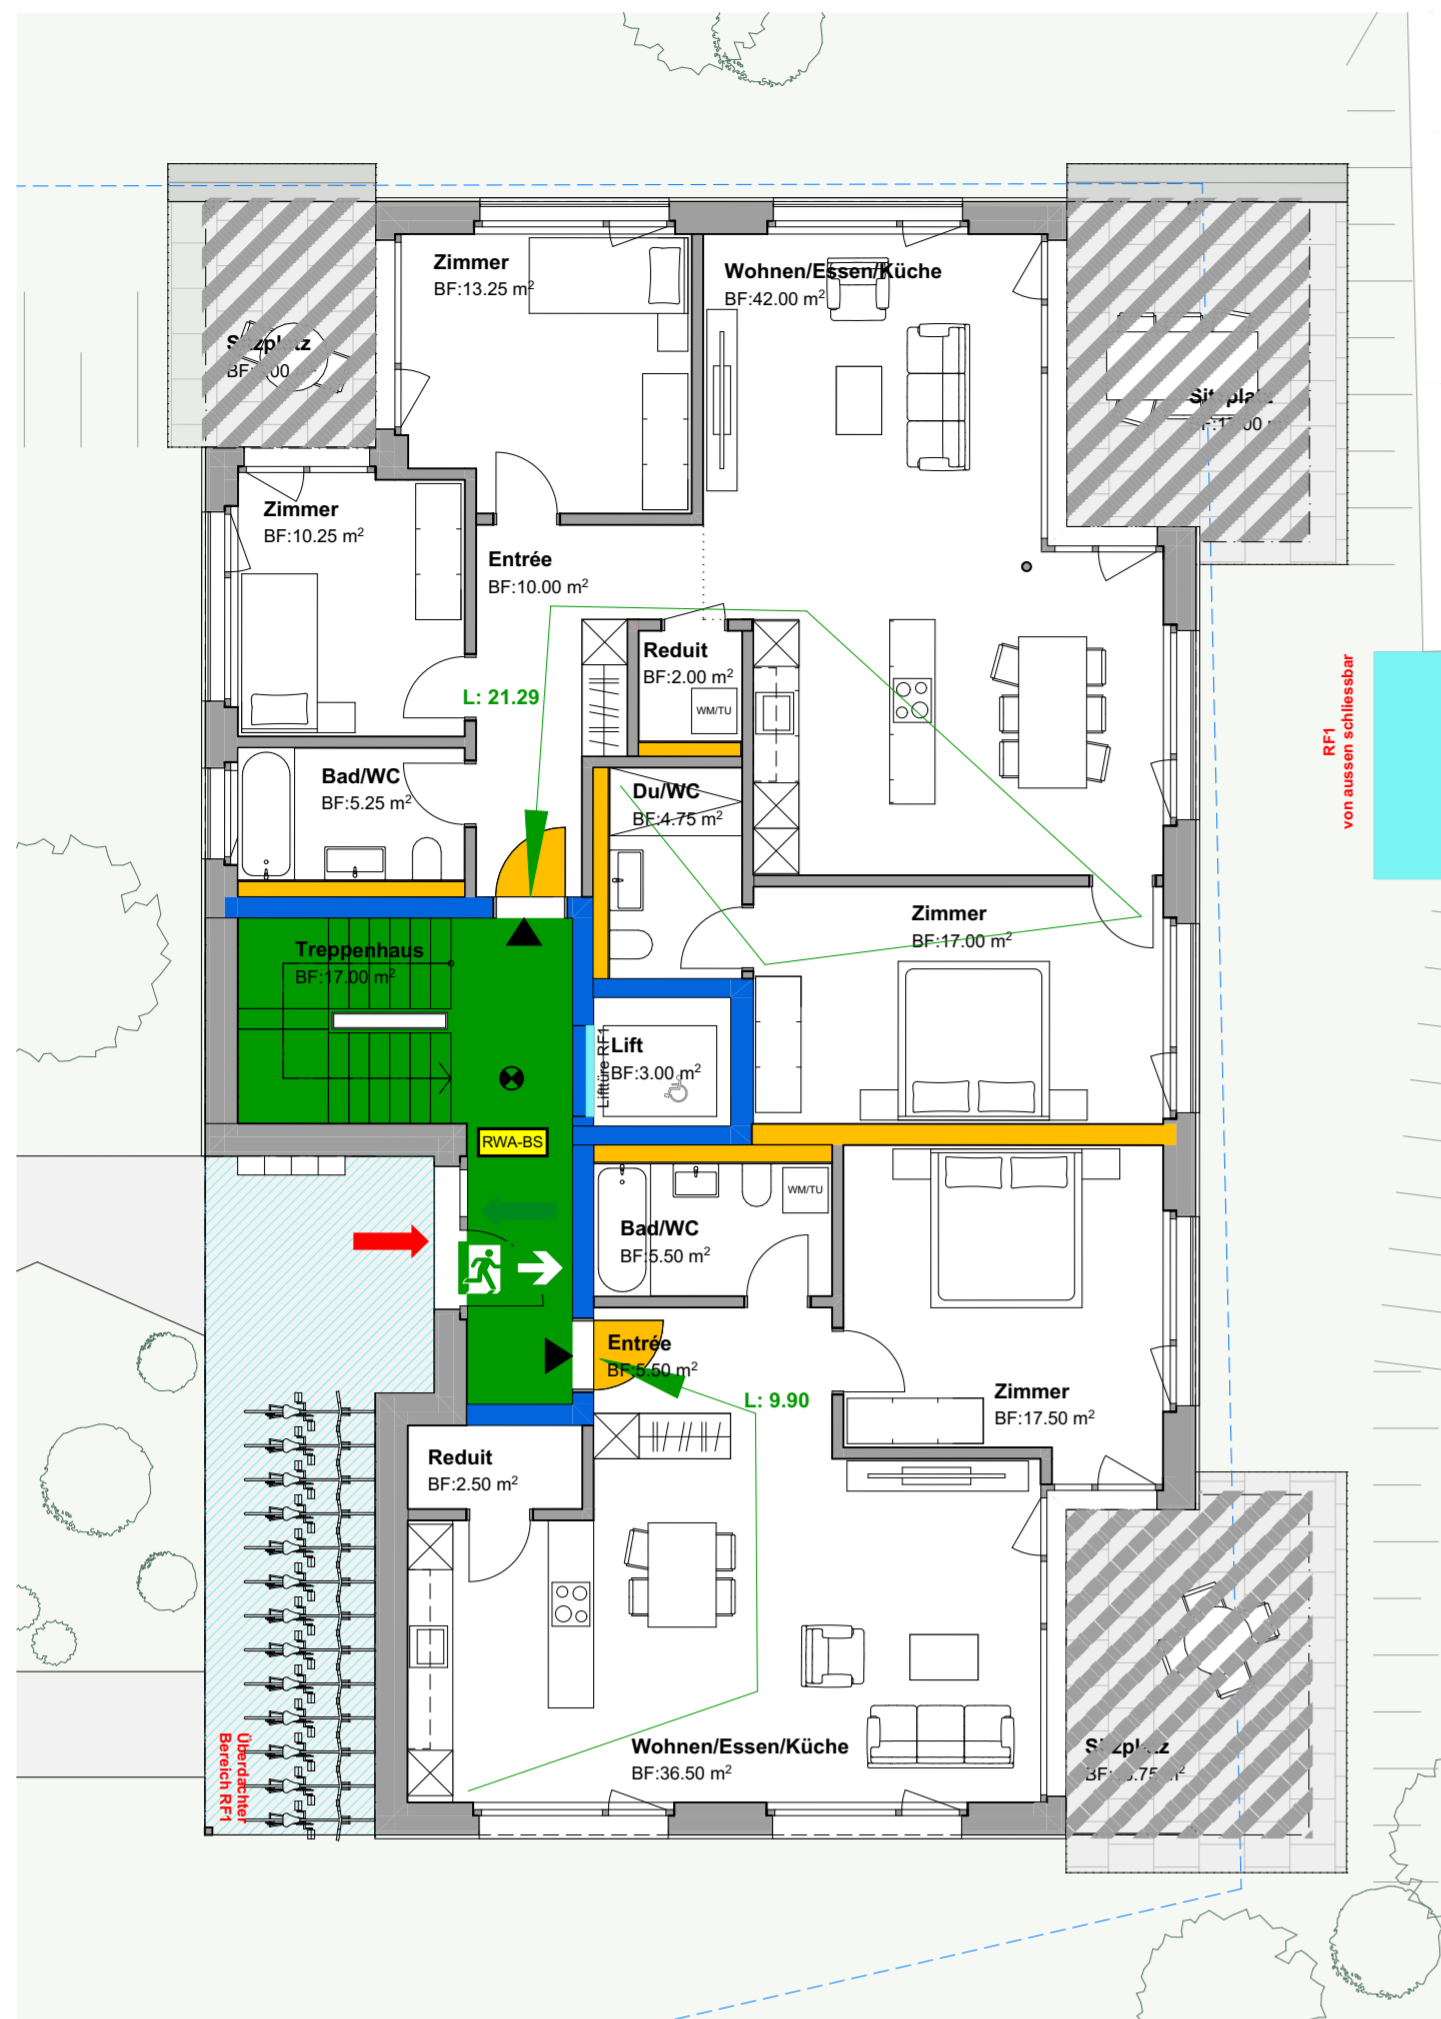 Zimmer
BF:13.25 m²
Wohnen/Essen/Küche
BF:42.00 m²
Sitzplatz
Sitzplatz
Zimmer
BF:10.25 m²
Entrée
BF:10.00 m²
Reduit
BF:2.00 m²
WM/TU
L: 21.29
RF1
von aussen schliessbar
Bad/WC
BF:5.25 m²
Du/WC
BF:4.75 m²
Zimmer
BF:17.00 m²
Treppenhaus
BF:17.00 m²
Lifttüre RF1
Lift
BF:3.00 m²
RWA-BS
WM/TU
Bad/WC
BF:5.50 m²
Entrée
BF:5.50 m²
L: 9.90
Zimmer
BF:17.50 m²
Reduit
BF:2.50 m²
Wohnen/Essen/Küche
BF:36.50 m²
Sitzplatz
Überdachter
Bereich RF1